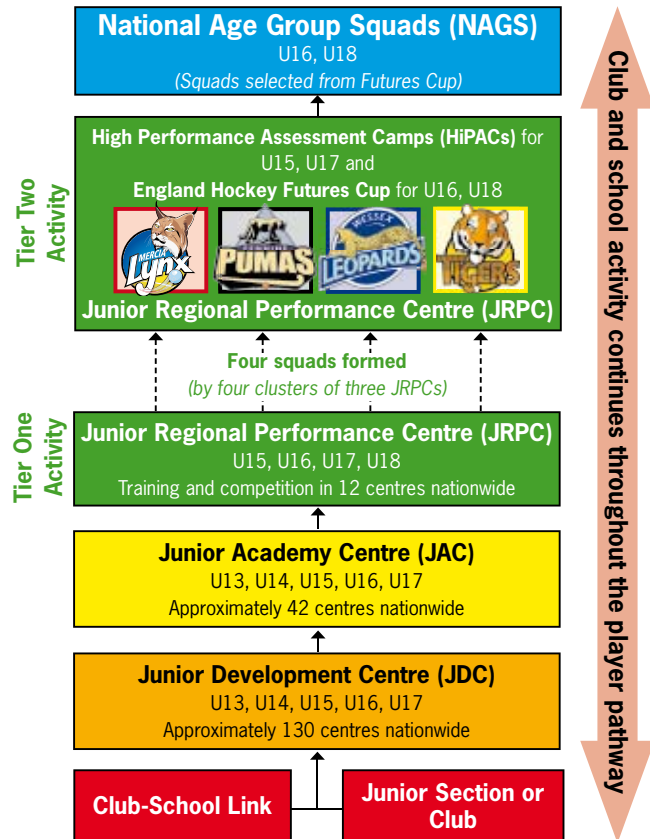 National Age Group Squads (NAGS)
U16, U18
(Squads selected from Futures Cup)
Tier Two
Activity
High Performance Assessment Camps (HiPACs) for
U15, U17 and
England Hockey Futures Cup for U16, U18
MERCIA
Lynx
PUMAS
WESSEX
LEOPARDS
TIGERS
Junior Regional Performance Centre (JRPC)
Four squads formed
(by four clusters of three JRPCs)
Tier One
Activity
Junior Regional Performance Centre (JRPC)
U15, U16, U17, U18
Training and competition in 12 centres nationwide
Junior Academy Centre (JAC)
U13, U14, U15, U16, U17
Approximately 42 centres nationwide
Junior Development Centre (JDC)
U13, U14, U15, U16, U17
Approximately 130 centres nationwide
Club-School Link
Junior Section or
Club
Club and school activity continues throughout the player pathway